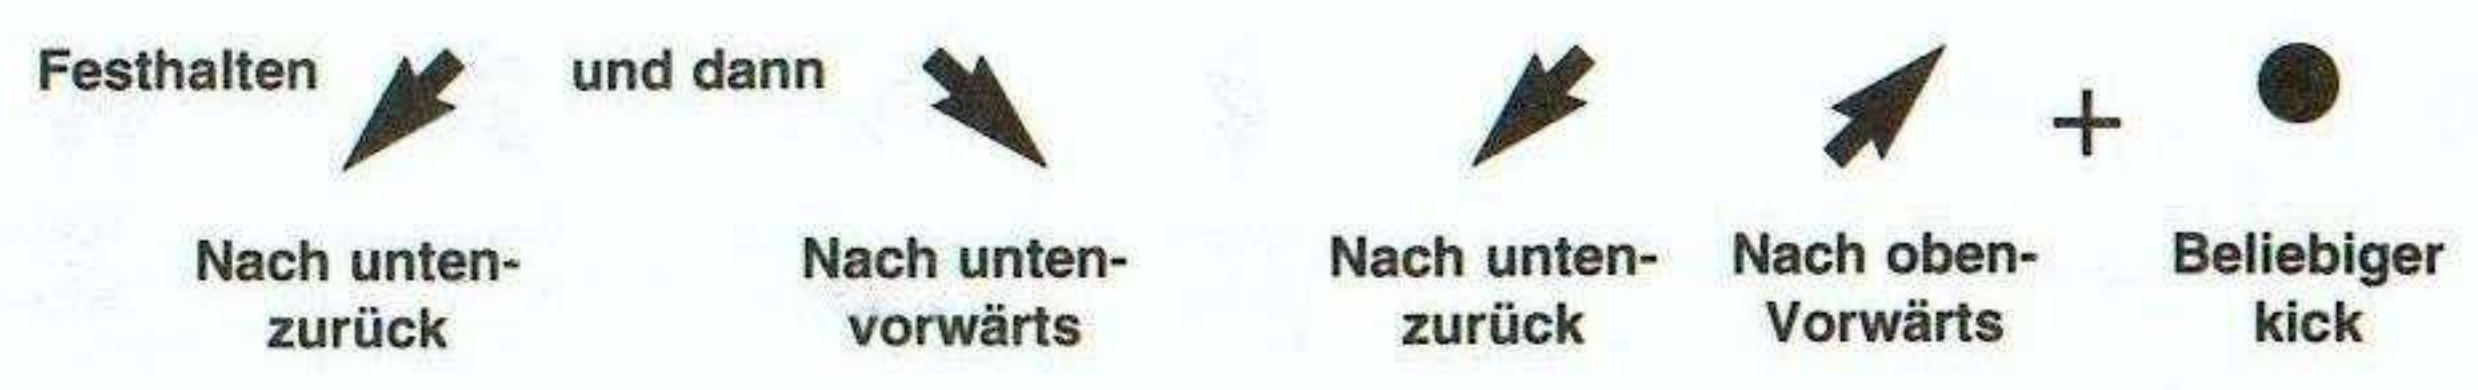 Festhalten und dann +
Nach unten- Nach unten- Nach unten- Nach oben- Beliebiger
zurück vorwärts zurück Vorwärts kick